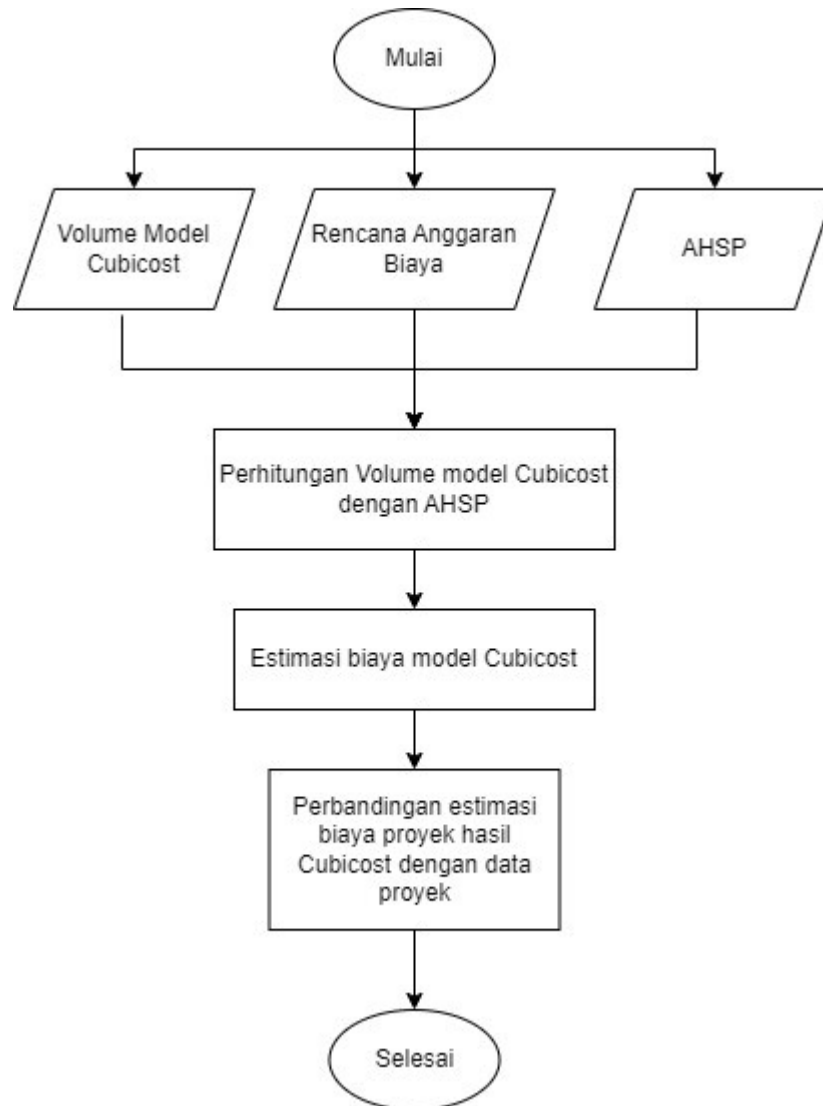 Mulai
Volume Model
Cubicost
Rencana Anggaran
Biaya
AHSP
Perhitungan Volume model Cubicost
dengan AHSP
Estimasi biaya model Cubicost
Perbandingan estimasi
biaya proyek hasil
Cubicost dengan data
proyek
Selesai